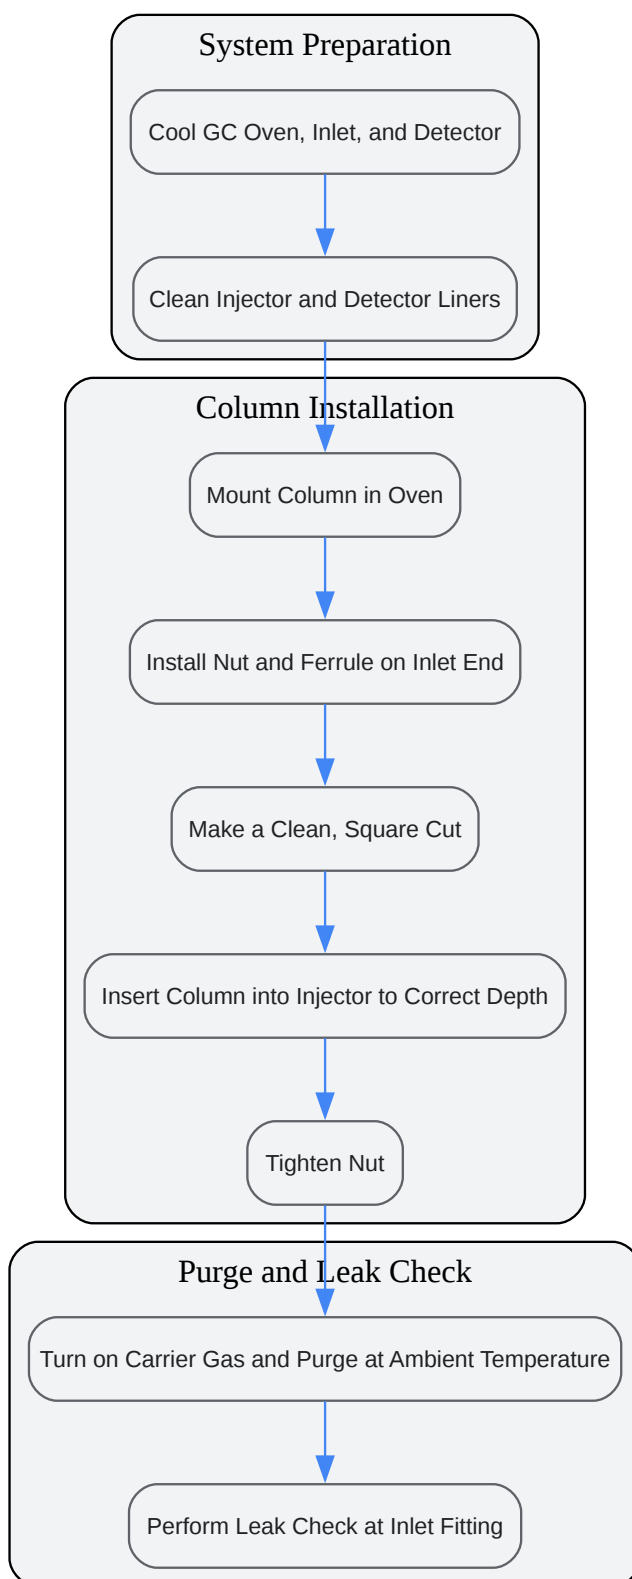 System Preparation
Cool GC Oven, Inlet, and Detector
Clean Injector and Detector Liners
Column Installation
Mount Column in Oven
Install Nut and Ferrule on Inlet End
Make a Clean, Square Cut
Insert Column into Injector to Correct Depth
Tighten Nut
Purge and Leak Check
Turn on Carrier Gas and Purge at Ambient Temperature
Perform Leak Check at Inlet Fitting